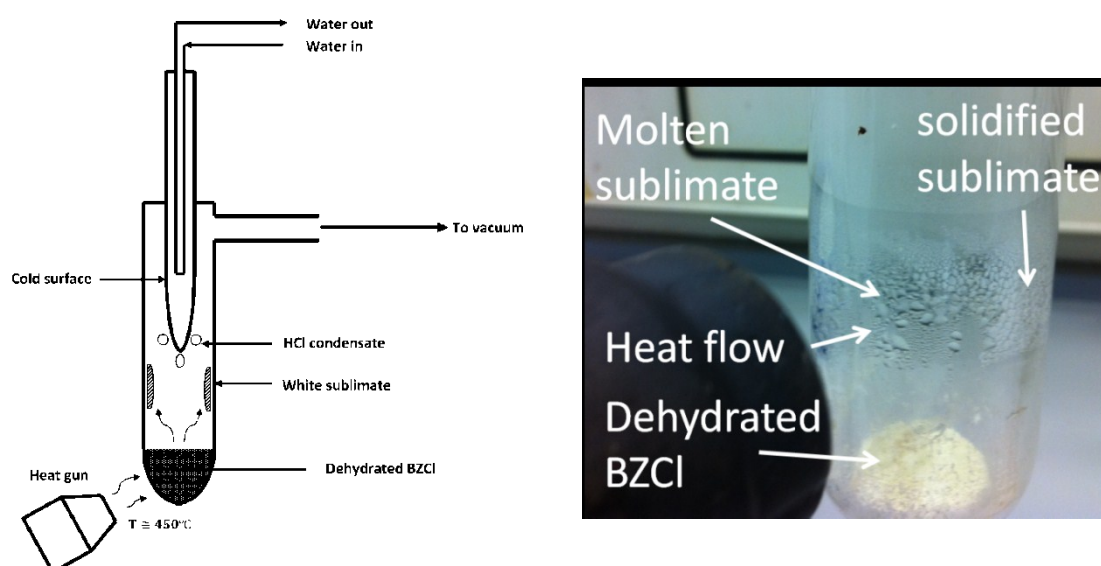 Water out
Water in
To vacuum
Cold surface
HCl condensate
White sublimate
Dehydrated BZCl
Heat gun
T ≅ 450°C
Molten
sublimate
solidified
sublimate
Heat flow
Dehydrated
BZCl